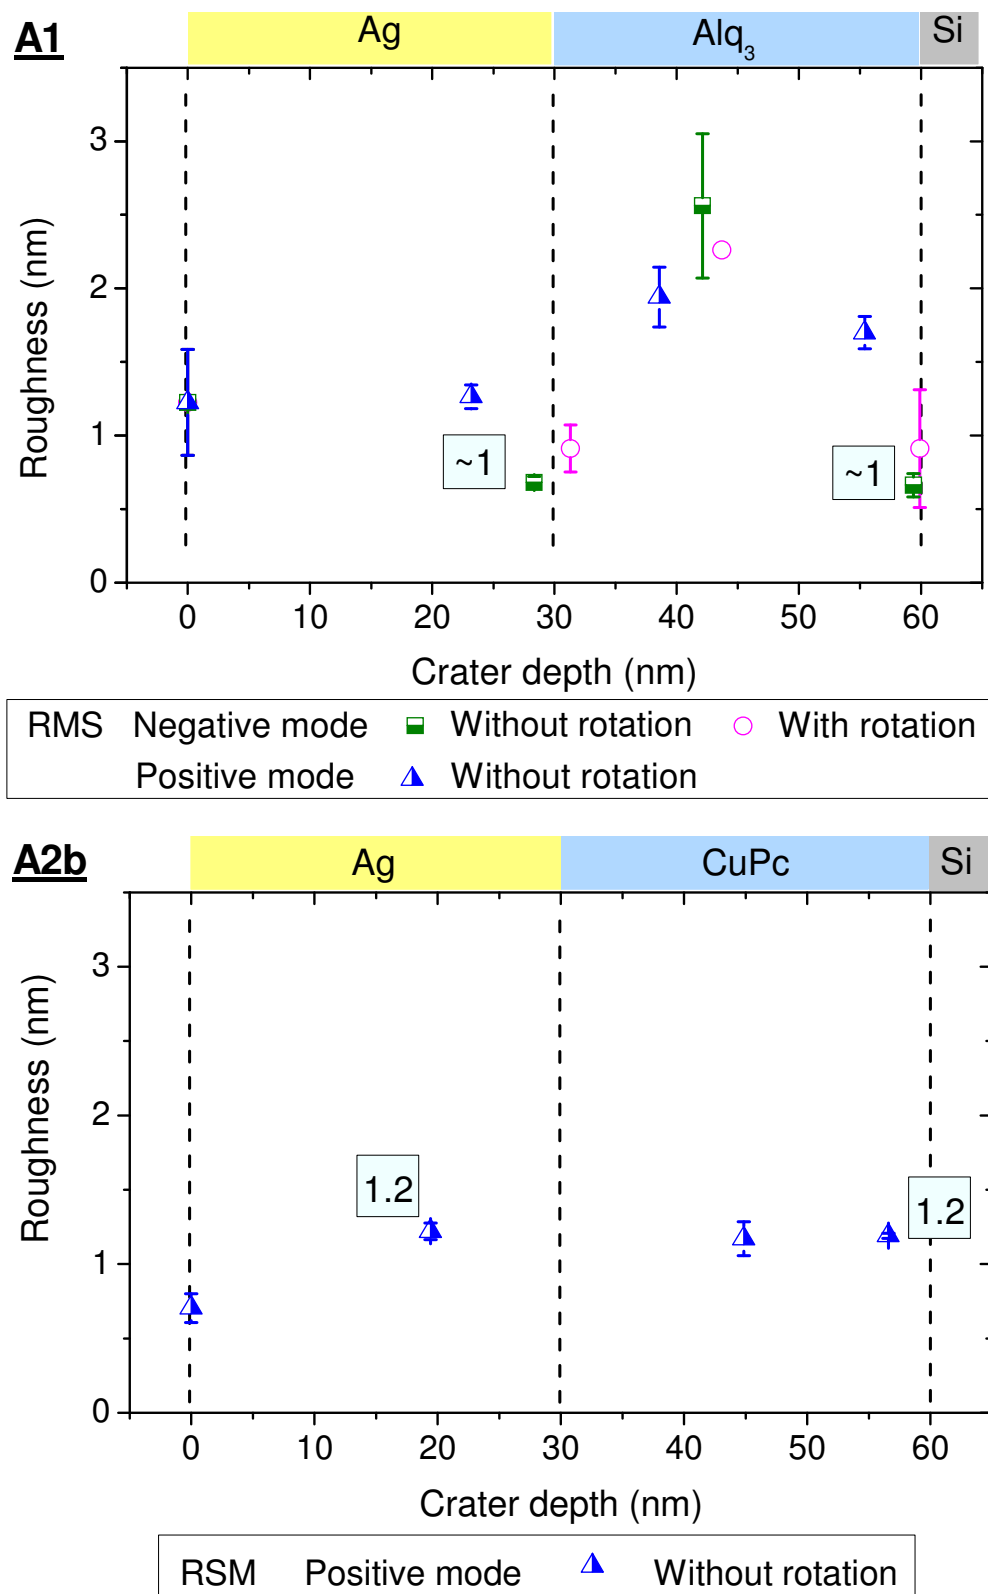 A1
Ag Alq3 Si
3
2
1
0
Roughness (nm)
~1
~1
0 10 20 30 40 50 60
Crater depth (nm)
RMS Negative mode Without rotation With rotation
Positive mode Without rotation
A2b
Ag CuPc Si
3
2
1
0
Roughness (nm)
1.2
1.2
0 10 20 30 40 50 60
Crater depth (nm)
RSM Positive mode Without rotation